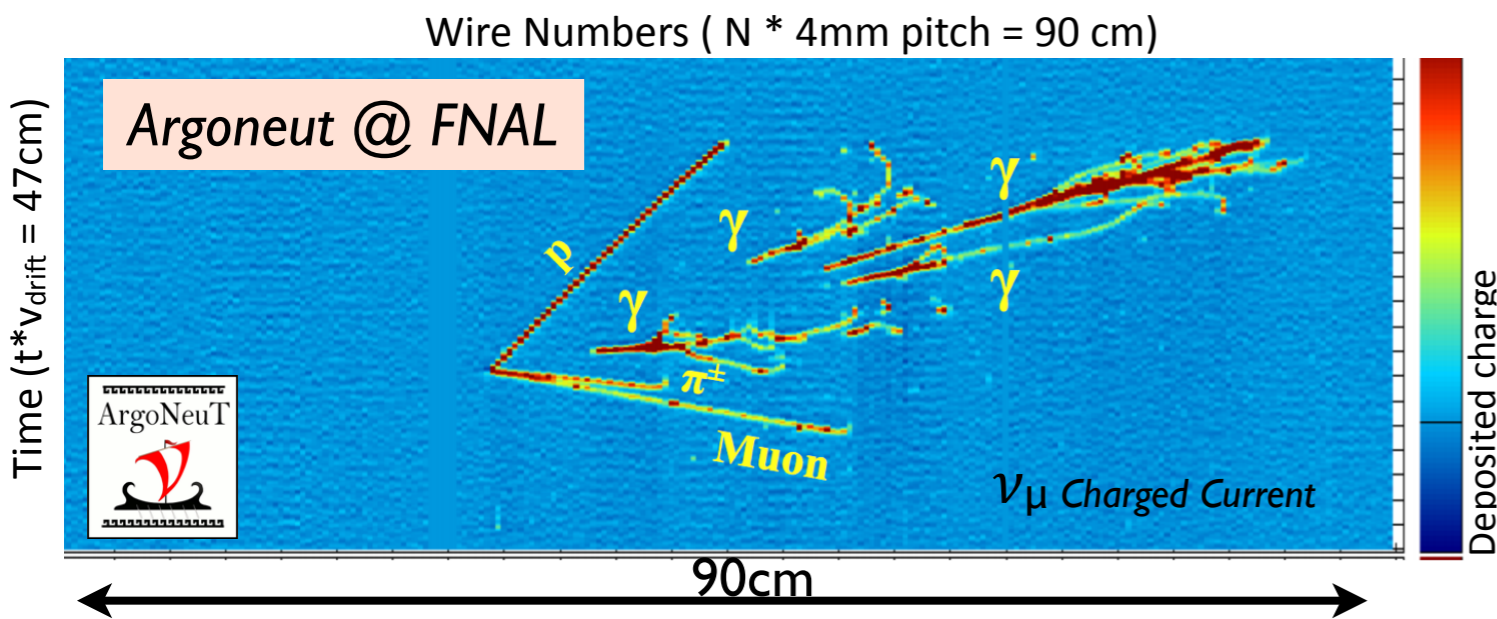 Wire Numbers ( N * 4mm pitch = 90 cm)
Time (t*vdrift = 47cm)
Argoneut @ FNAL
p
γ
γ
γ
γ
π±
Muon
ArgoNeuT
νμ Charged Current
Deposited charge
90cm